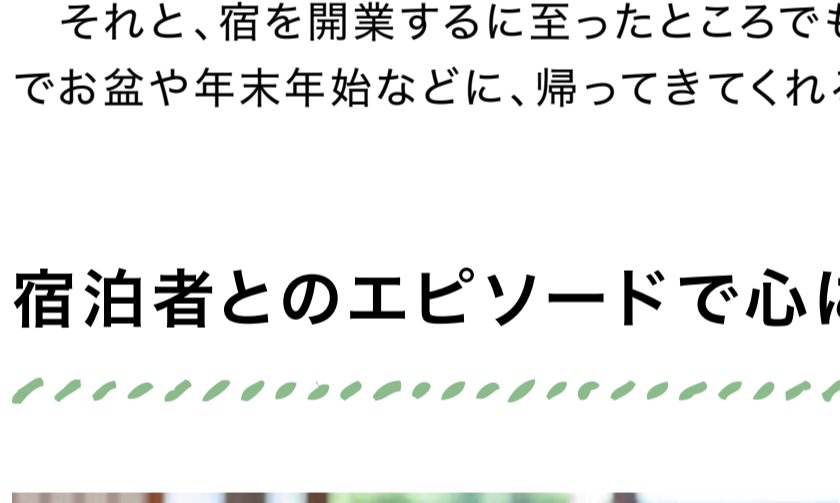 それと、宿を開業するに至ったところでも
でお盆や年末年始などに、帰ってきてくれ
宿泊者とのエピソードで心に